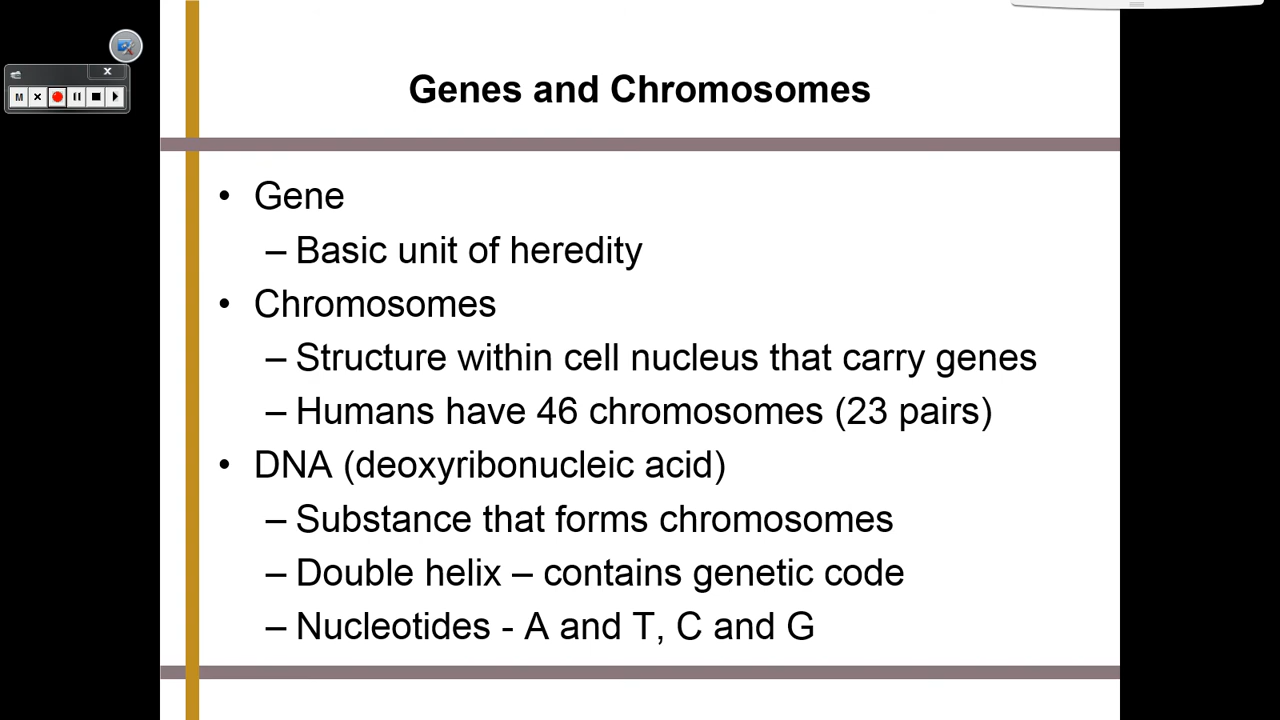 Genes and Chromosomes
M
• Gene
– Basic unit of heredity
• Chromosomes
– Structure within cell nucleus that carry genes
– Humans have 46 chromosomes (23 pairs)
• DNA (deoxyribonucleic acid)
– Substance that forms chromosomes
– Double helix – contains genetic code
– Nucleotides - A and T, C and G